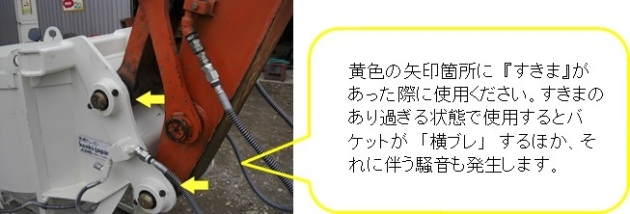 黄色の矢印箇所に『すきま』が
あった際に使用ください。すきまの
あり過ぎる状態で使用するとバ
ケットが「横ブレ」するほか、そ
れに伴う騒音も発生します。